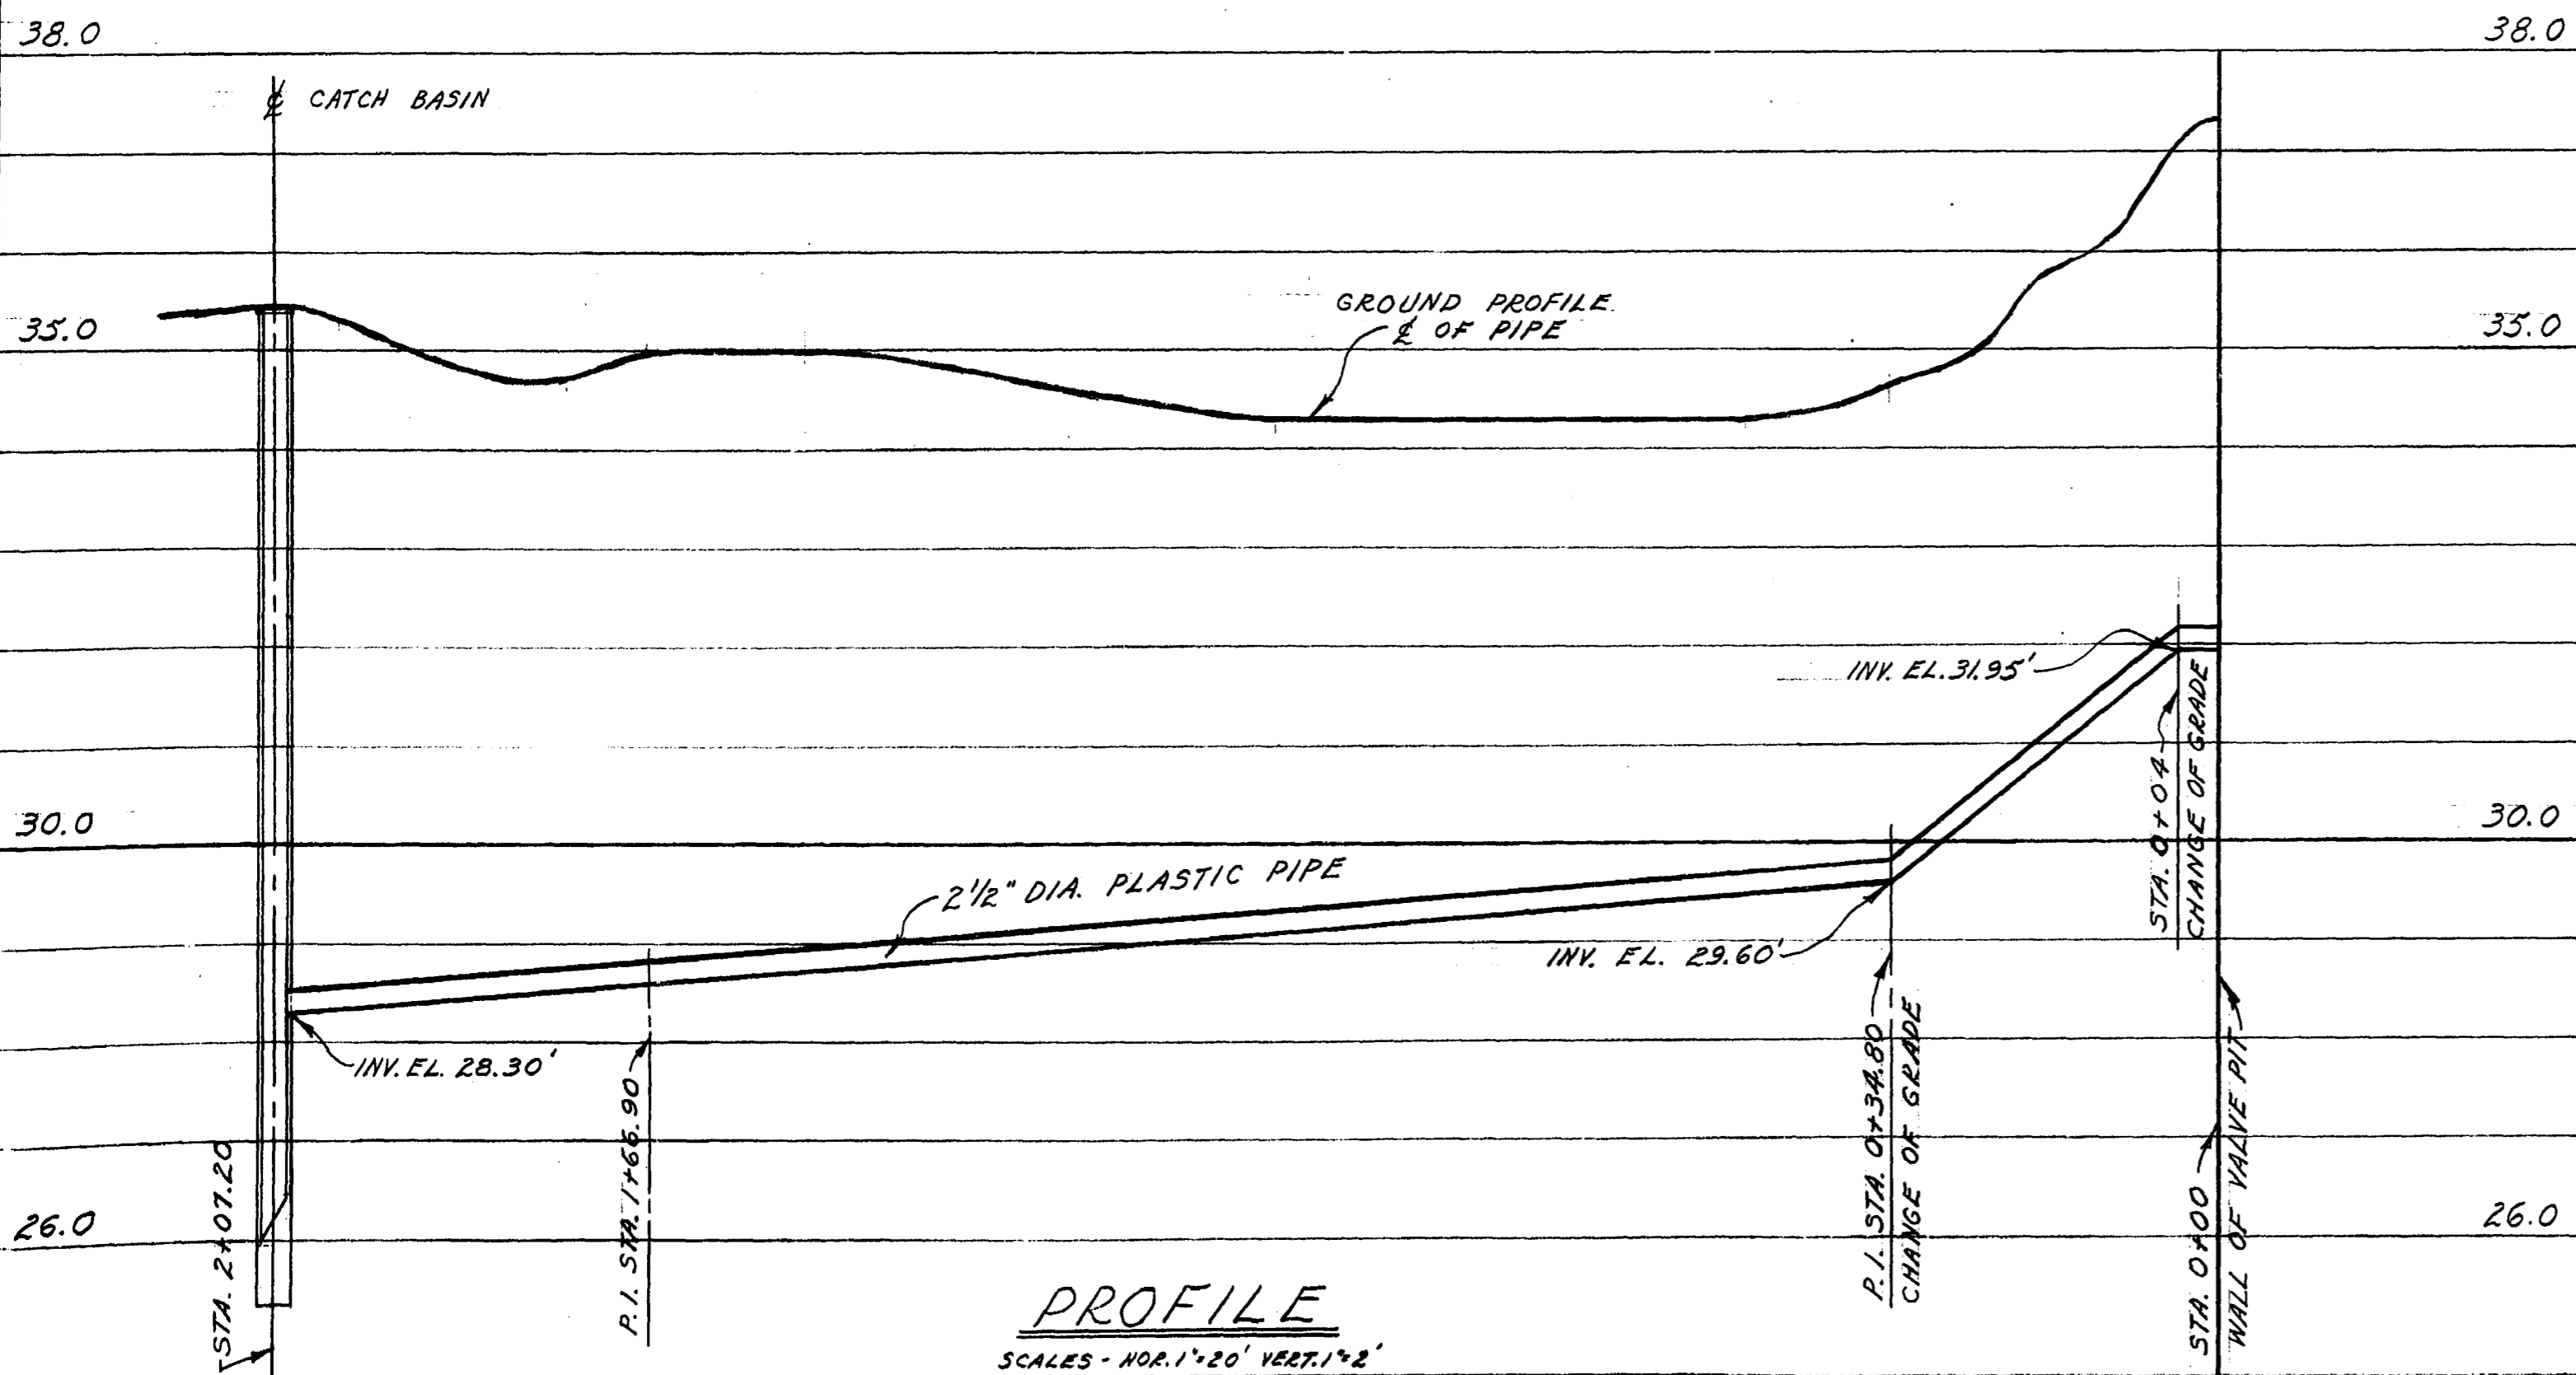 38.0
38.0
℄ CATCH BASIN
GROUND PROFILE
℄ OF PIPE
35.0
35.0
INV. EL. 31.95'
STA. 0+04
CHANGE OF GRADE
30.0
30.0
2 1/2" DIA. PLASTIC PIPE
INV. EL. 29.60'
INV. EL. 28.30'
P.I. STA. 1+66.90
P.I. STA. 0+34.80
CHANGE OF GRADE
STA. 2+07.20
STA. 0+00
WALL OF VALVE PIT
26.0
26.0
PROFILE
SCALES - HOR. 1"=20' VERT. 1"=2'